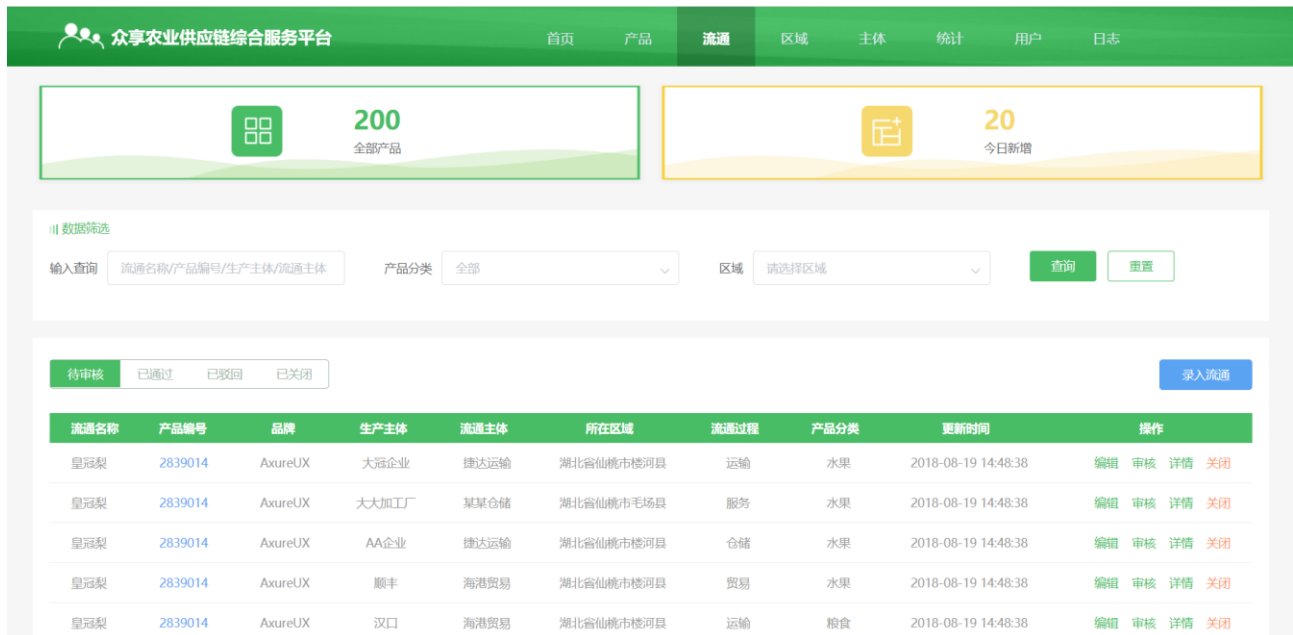 众享农业供应链综合服务平台 首页 产品 流通 区域 主体 统计 用户 日志
200
全部产品
20
今日新增
数据筛选
输入查询 流通名称/产品编号/生产主体/流通主体 产品分类 全部 区域 请选择区域 查询 重置
待审核 已通过 已驳回 已关闭 录入流通
流通名称 产品编号 品牌 生产主体 流通主体 所在区域 流通过程 产品分类 更新时间 操作
皇冠梨 2839014 AxureUX 大冠企业 捷达运输 湖北省仙桃市楼河县 运输 水果 2018-08-19 14:48:38 编辑 审核 详情 关闭
皇冠梨 2839014 AxureUX 大大加工厂 某某仓储 湖北省仙桃市毛场县 服务 水果 2018-08-19 14:48:38 编辑 审核 详情 关闭
皇冠梨 2839014 AxureUX AA企业 捷达运输 湖北省仙桃市楼河县 仓储 水果 2018-08-19 14:48:38 编辑 审核 详情 关闭
皇冠梨 2839014 AxureUX 顺丰 海港贸易 湖北省仙桃市楼河县 贸易 水果 2018-08-19 14:48:38 编辑 审核 详情 关闭
皇冠梨 2839014 AxureUX 汉口 海港贸易 湖北省仙桃市楼河县 运输 粮食 2018-08-19 14:48:38 编辑 审核 详情 关闭